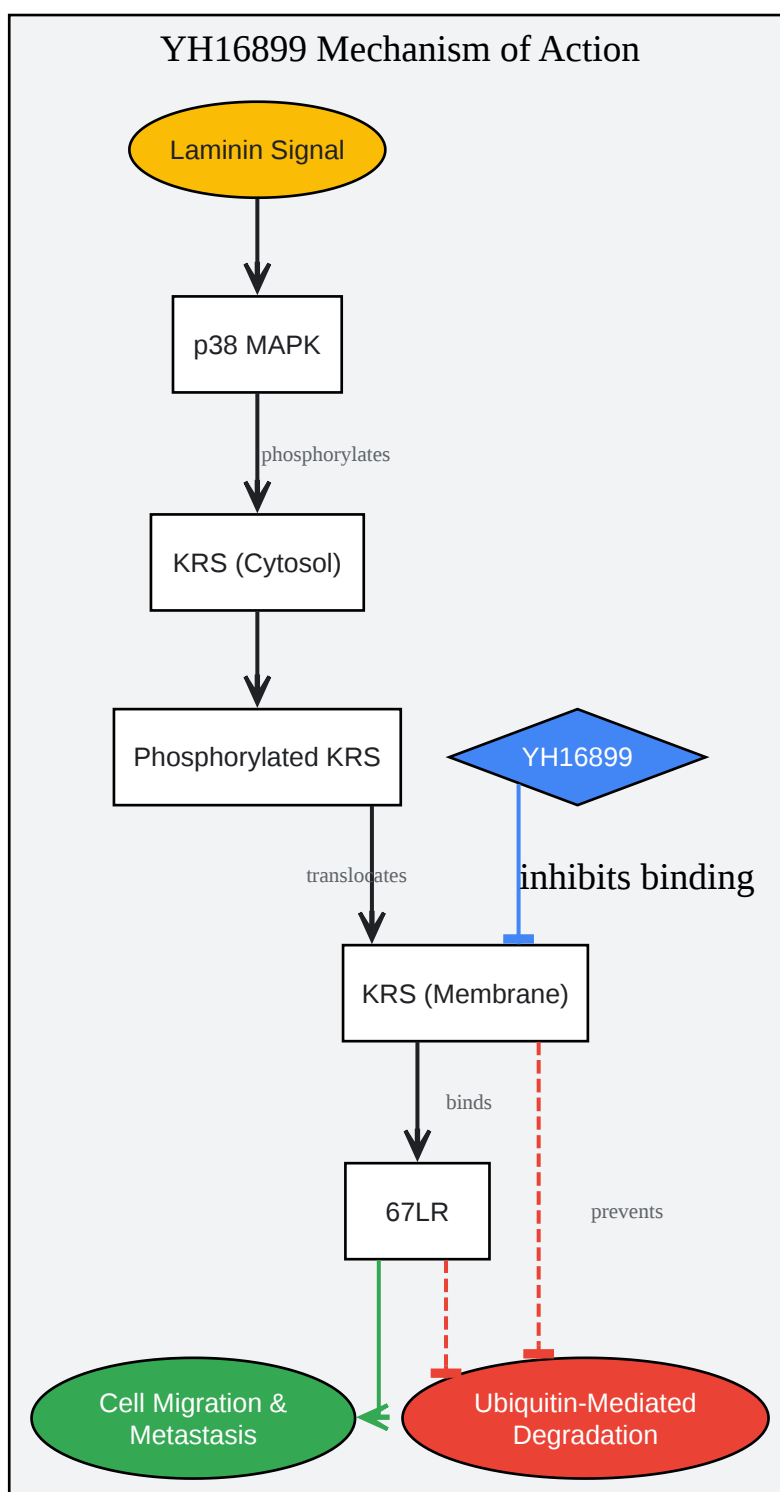 YH16899 Mechanism of Action
Laminin Signal
p38 MAPK
phosphorylates
KRS (Cytosol)
Phosphorylated KRS
YH16899
translocates
inhibits binding
KRS (Membrane)
binds
67LR
prevents
Cell Migration &
Metastasis
Ubiquitin-Mediated
Degradation